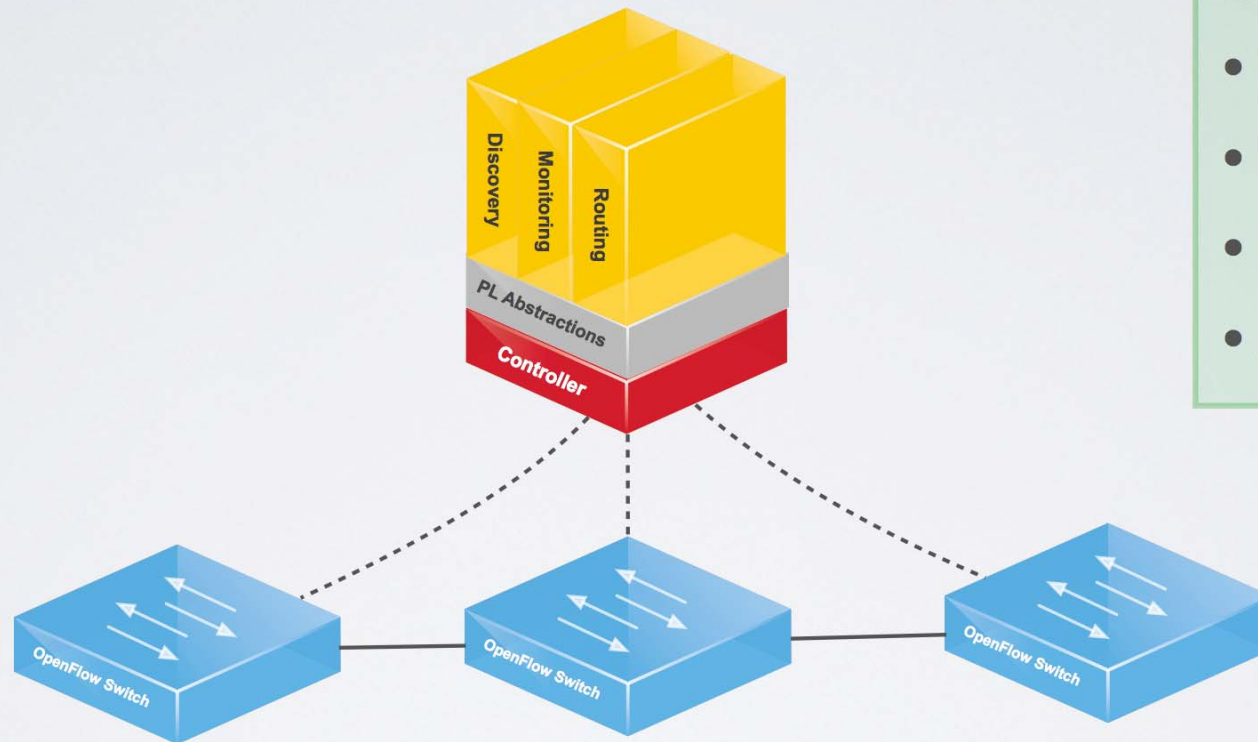 Discovery
Monitoring
Routing
PL Abstractions
Controller
OpenFlow Switch
OpenFlow Switch
OpenFlow Switch